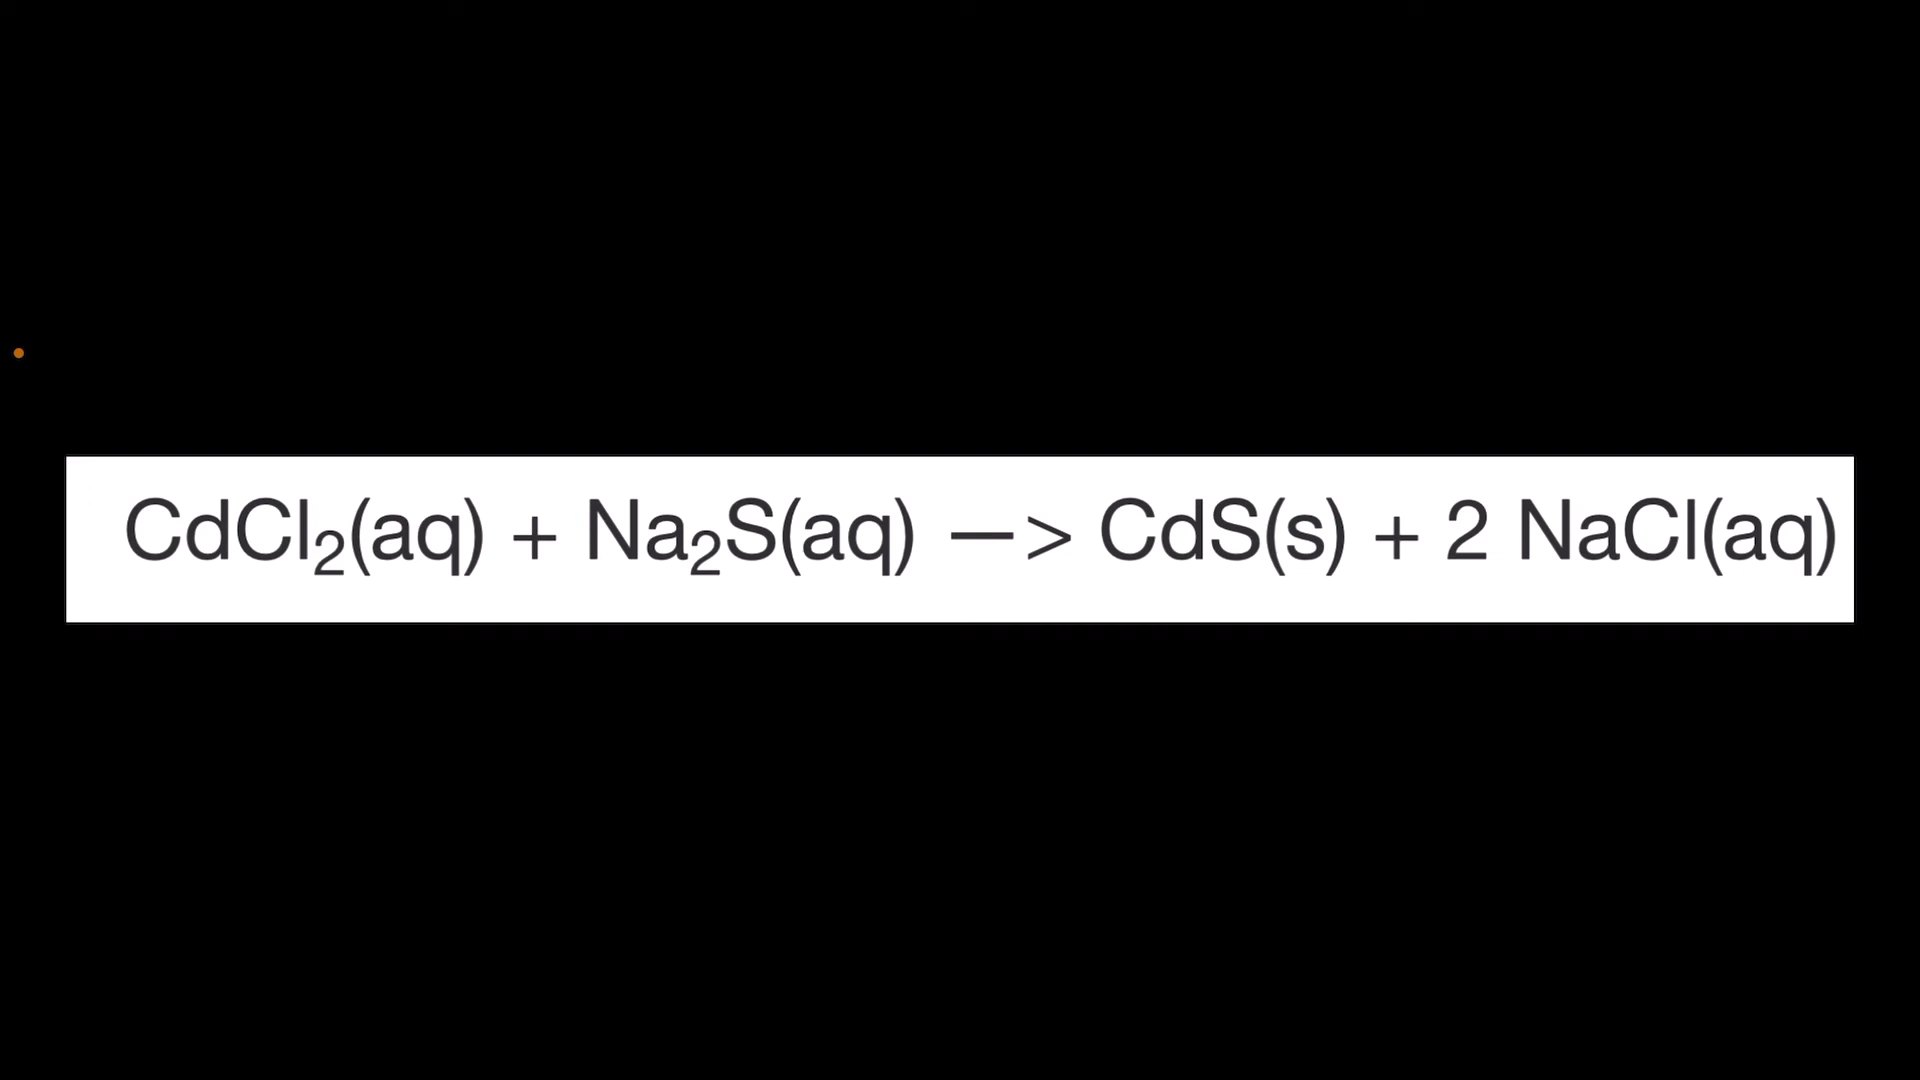 CdCl₂(aq) + Na₂S(aq) —> CdS(s) + 2 NaCl(aq)